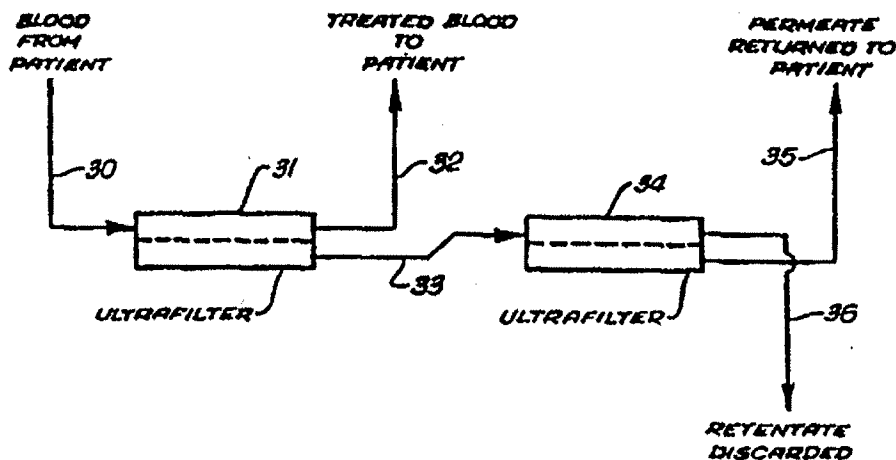 BLOOD
FROM
PATIENT
TREATED BLOOD
TO
PATIENT
PERMEATE
RETURNED TO
PATIENT
30
31
32
33
34
35
36
ULTRAFILTER
ULTRAFILTER
RETENTATE
DISCARDED